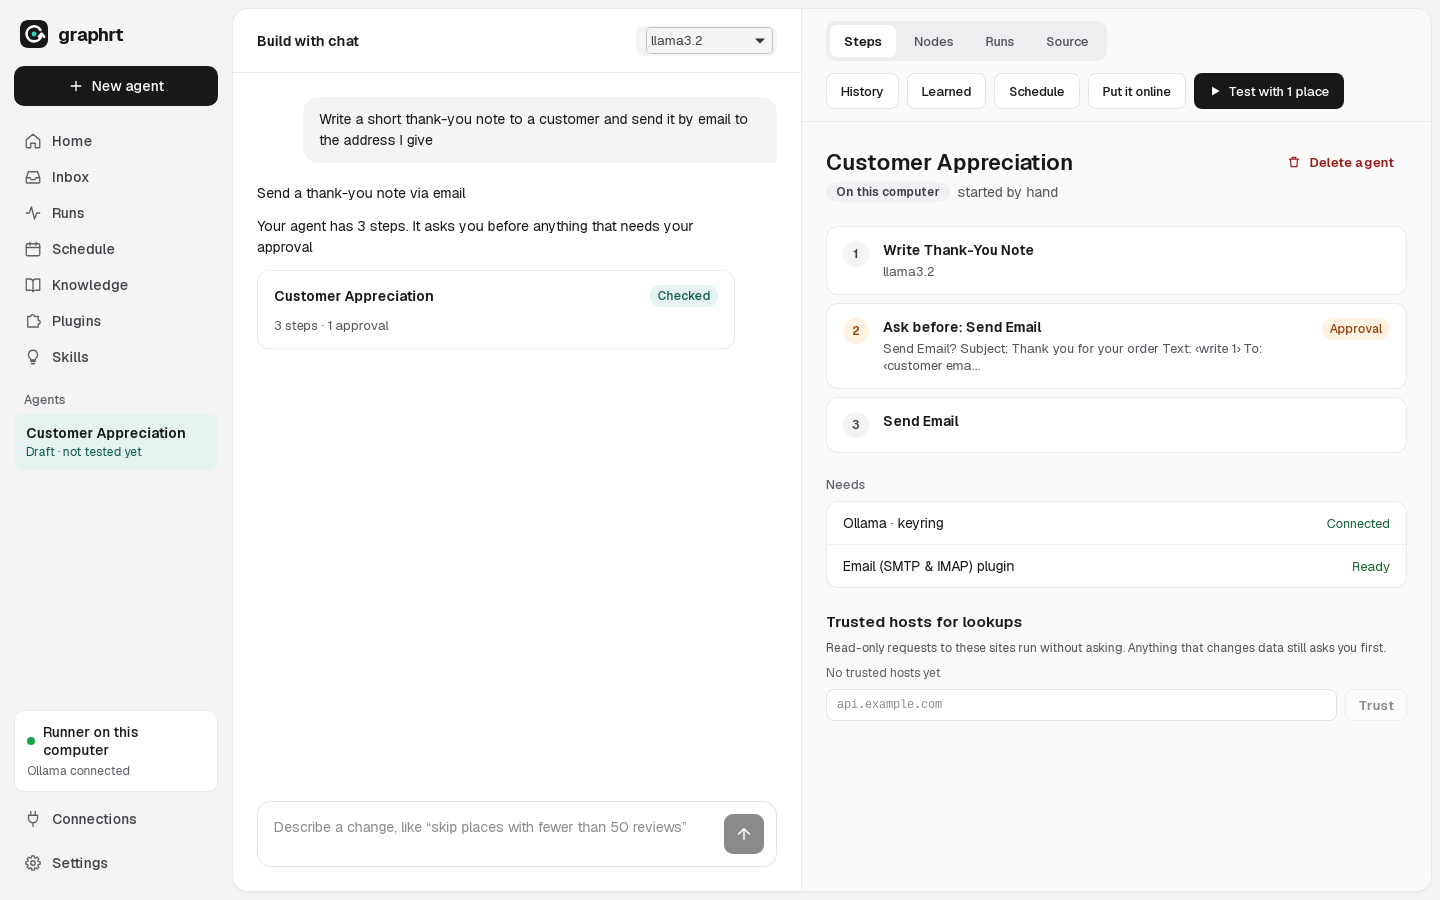 graphrt
New agent
Home
Inbox
Runs
Schedule
Knowledge
Plugins
Skills
Agents
Customer Appreciation
Draft · not tested yet
Runner on this
computer
Ollama connected
Connections
Settings
Build with chat
llama3.2
Write a short thank-you note to a customer and send it by email to
the address I give
Send a thank-you note via email
Your agent has 3 steps. It asks you before anything that needs your
approval
Customer Appreciation
Checked
3 steps · 1 approval
Describe a change, like “skip places with fewer than 50 reviews”
Steps
Nodes
Runs
Source
History
Learned
Schedule
Put it online
Test with 1 place
Customer Appreciation
Delete agent
On this computer
started by hand
1
Write Thank-You Note
llama3.2
2
Ask before: Send Email
Approval
Send Email? Subject: Thank you for your order Text: ‹write 1› To:
‹customer ema...
3
Send Email
Needs
Ollama · keyring
Connected
Email (SMTP & IMAP) plugin
Ready
Trusted hosts for lookups
Read-only requests to these sites run without asking. Anything that changes data still asks you first.
No trusted hosts yet
api.example.com
Trust